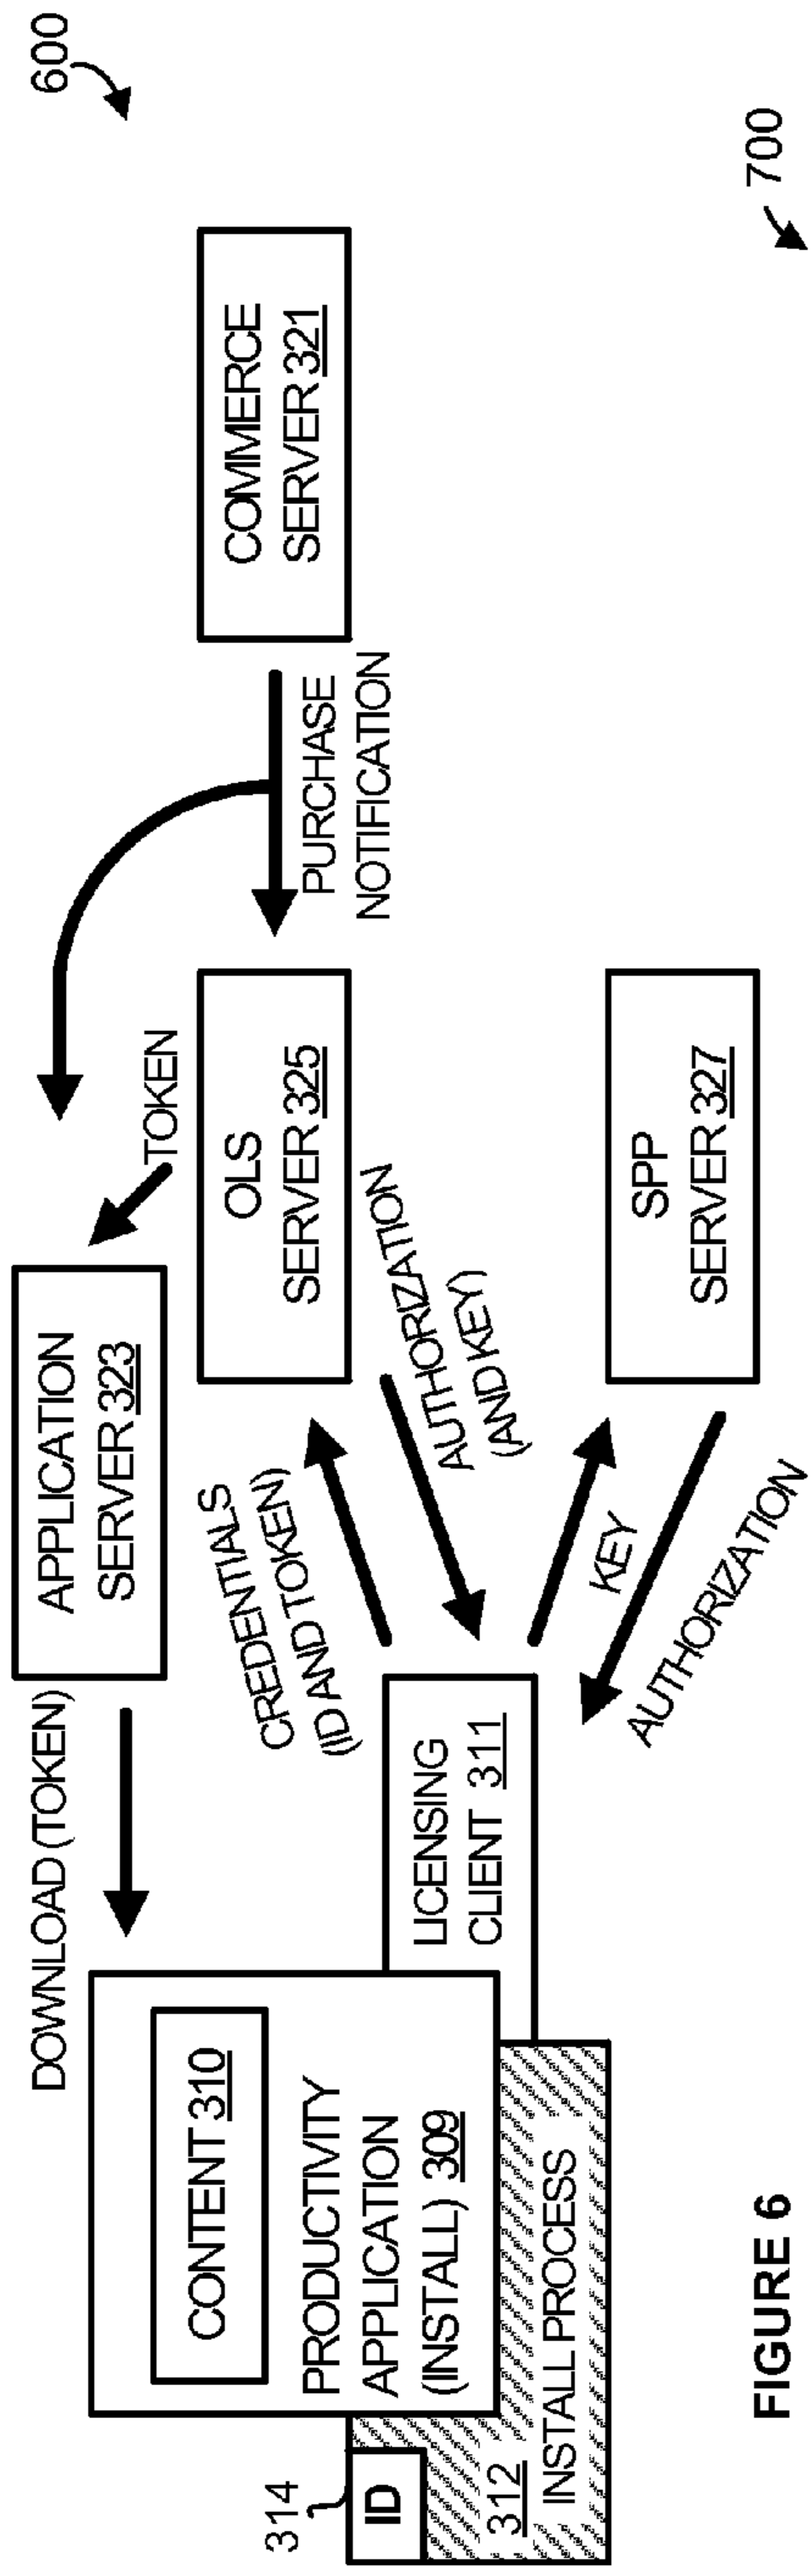 600
COMMERCE
SERVER 321
PURCHASE
NOTIFICATION
TOKEN
APPLICATION
SERVER 323
OLS
SERVER 325
SPP
SERVER 327
DOWNLOAD (TOKEN)
CREDENTIALS
(ID AND TOKEN)
AUTHORIZATION
(AND KEY)
KEY
AUTHORIZATION
LICENSING
CLIENT 311
CONTENT 310
PRODUCTIVITY
APPLICATION
(INSTALL) 309
314
ID
312
INSTALL PROCESS
FIGURE 6
700